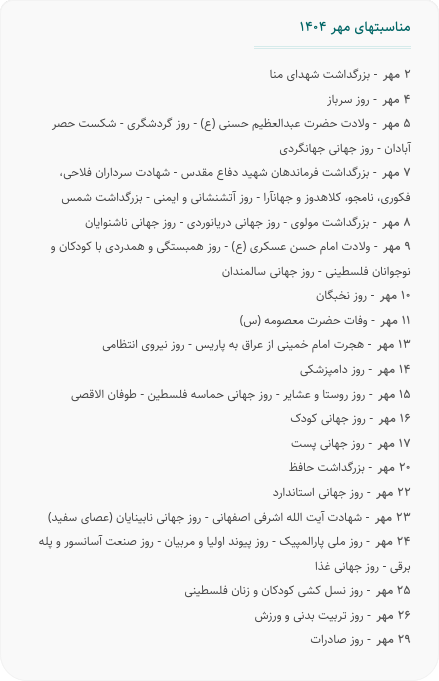 مناسبتهای مهر ۱۴۰۴
۲ مهر - بزرگداشت شهدای منا
۴ مهر - روز سرباز
۵ مهر - ولادت حضرت عبدالعظیم حسنی (ع) - روز گردشگری - شکست حصر
آبادان - روز جهانی جهانگردی
۷ مهر - بزرگداشت فرماندهان شهید دفاع مقدس - شهادت سرداران فلاحی،
فکوری، نامجو، کلاهدوز و جهانآرا - روز آتشنشانی و ایمنی - بزرگداشت شمس
۸ مهر - بزرگداشت مولوی - روز جهانی دریانوردی - روز جهانی ناشنوایان
۹ مهر - ولادت امام حسن عسکری (ع) - روز همبستگی و همدردی با کودکان و
نوجوانان فلسطینی - روز جهانی سالمندان
۱۰ مهر - روز نخبگان
۱۱ مهر - وفات حضرت معصومه (س)
۱۳ مهر - هجرت امام خمینی از عراق به پاریس - روز نیروی انتظامی
۱۴ مهر - روز دامپزشکی
۱۵ مهر - روز روستا و عشایر - روز جهانی حماسه فلسطین - طوفان الاقصی
۱۶ مهر - روز جهانی کودک
۱۷ مهر - روز جهانی پست
۲۰ مهر - بزرگداشت حافظ
۲۲ مهر - روز جهانی استاندارد
۲۳ مهر - شهادت آیت الله اشرفی اصفهانی - روز جهانی نابینایان (عصای سفید)
۲۴ مهر - روز ملی پارالمپیک - روز پیوند اولیا و مربیان - روز صنعت آسانسور و پله
برقی - روز جهانی غذا
۲۵ مهر - روز نسل کشی کودکان و زنان فلسطینی
۲۶ مهر - روز تربیت بدنی و ورزش
۲۹ مهر - روز صادرات